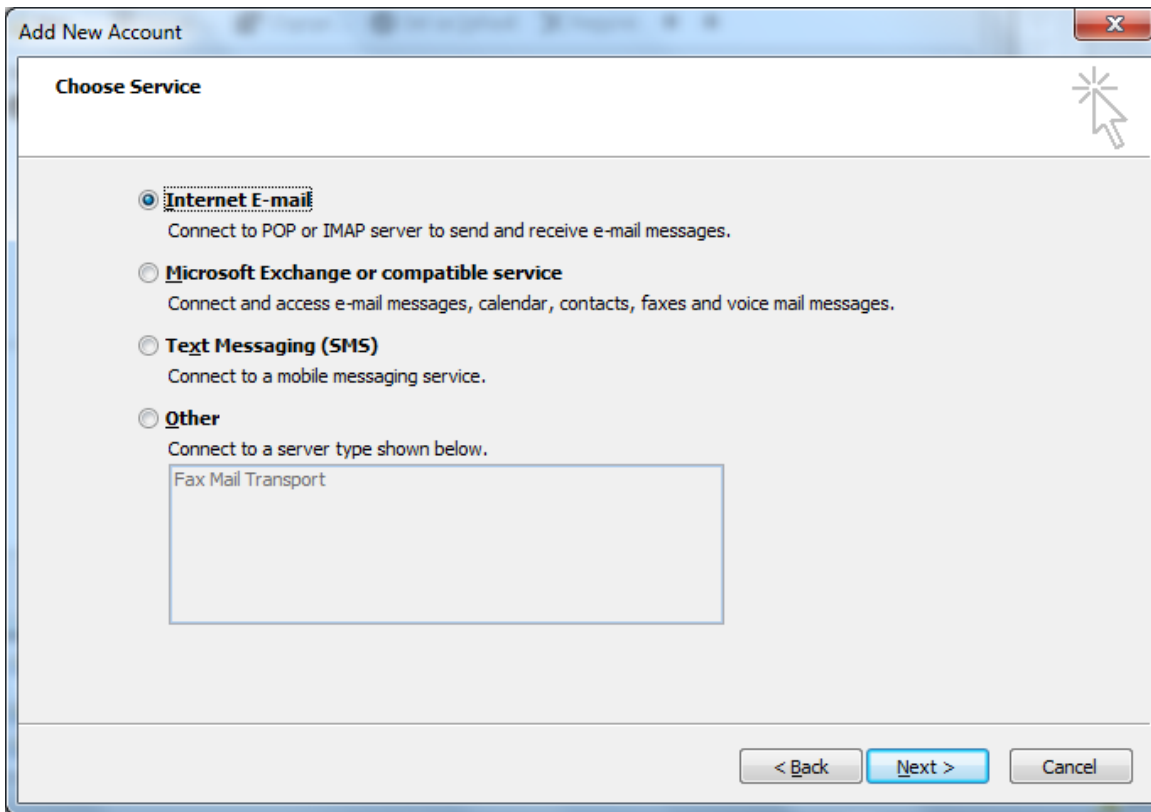 Add New Account
Choose Service
Internet E-mail
Connect to POP or IMAP server to send and receive e-mail messages.
Microsoft Exchange or compatible service
Connect and access e-mail messages, calendar, contacts, faxes and voice mail messages.
Text Messaging (SMS)
Connect to a mobile messaging service.
Other
Connect to a server type shown below.
Fax Mail Transport
< Back Next > Cancel